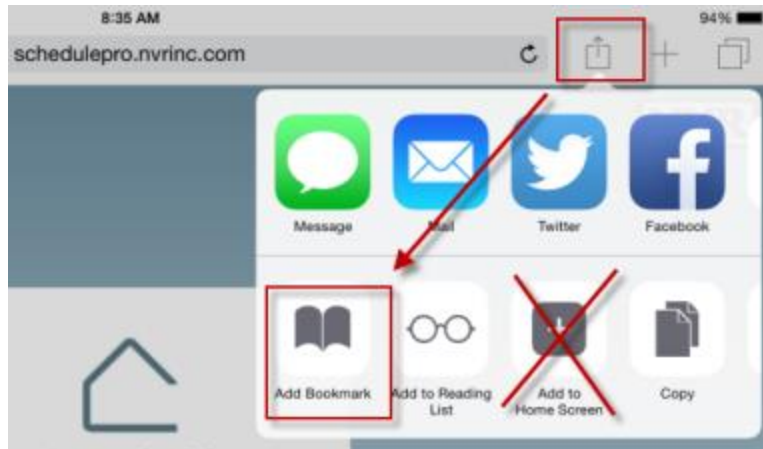 8:35 AM
94%
schedulepro.nvrinc.com
Message
Mail
Twitter
Facebook
Add Bookmark
Add to Reading
List
Add to
Home Screen
Copy